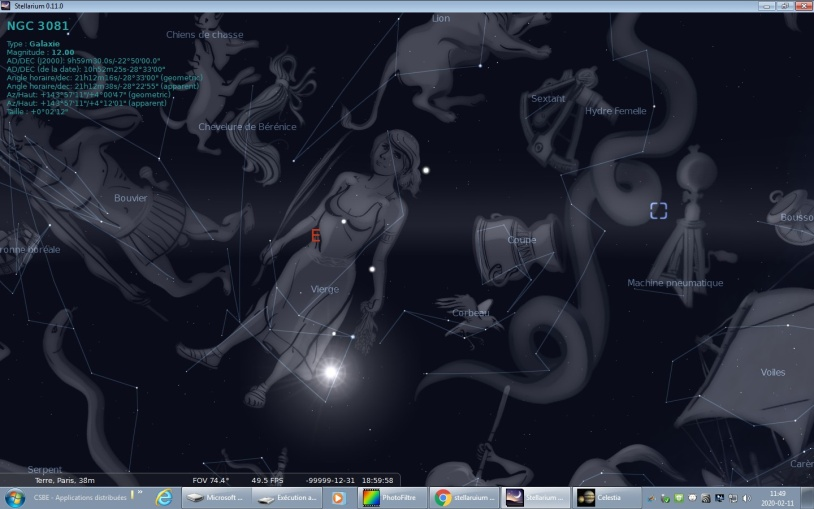 Stellarium 0.11.0
NGC 3081
Type : Galaxie
Magnitude : 12.00
AD/DEC (J2000): 9h59m30.0s/-22°50'00.0"
AD/DEC (de la date): 10h52m25s/-28°33'00"
Angle horaire/dec: 21h12m16s/-28°33'00" (geometric)
Angle horaire/dec: 21h12m38s/-28°22'55" (apparent)
Az/Haut: +143°57'11"/+4°00'47" (geometric)
Az/Haut: +143°57'11"/+4°12'01" (apparent)
Taille : +0°02'12"
Lion
Chiens de chasse
Sextant
Hydre Femelle
Chevelure de Bérénice
Bouvier
Bousso
E
Coupe
ronne boréale
Machine pneumatique
Vierge
Corbeau
Voiles
Serpent
Carèn
Terre, Paris, 38m
FOV 74.4°
49.5 FPS
-99999-12-31 18:59:58
CSBE - Applications distribuées
»
Microsoft ...
Exécution a...
PhotoFiltre
stellarium ...
Stellarium ...
Celestia
11:49
2020-02-11